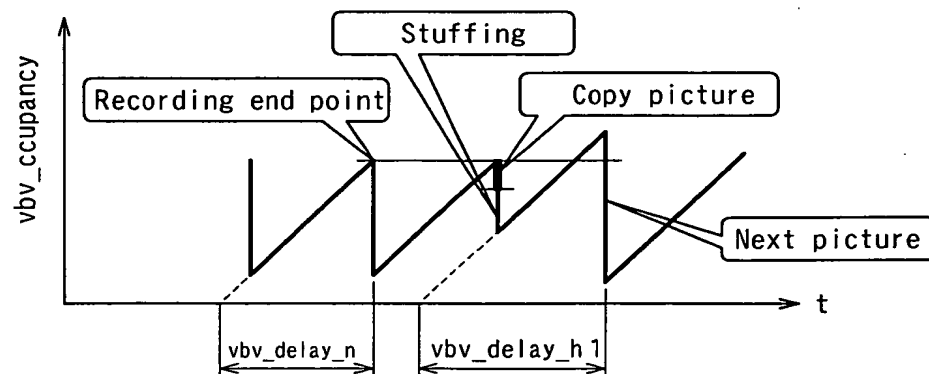 Stuffing
Recording end point
Copy picture
vbv_ccupancy
Next picture
t
vbv_delay_n
vbv_delay_h1